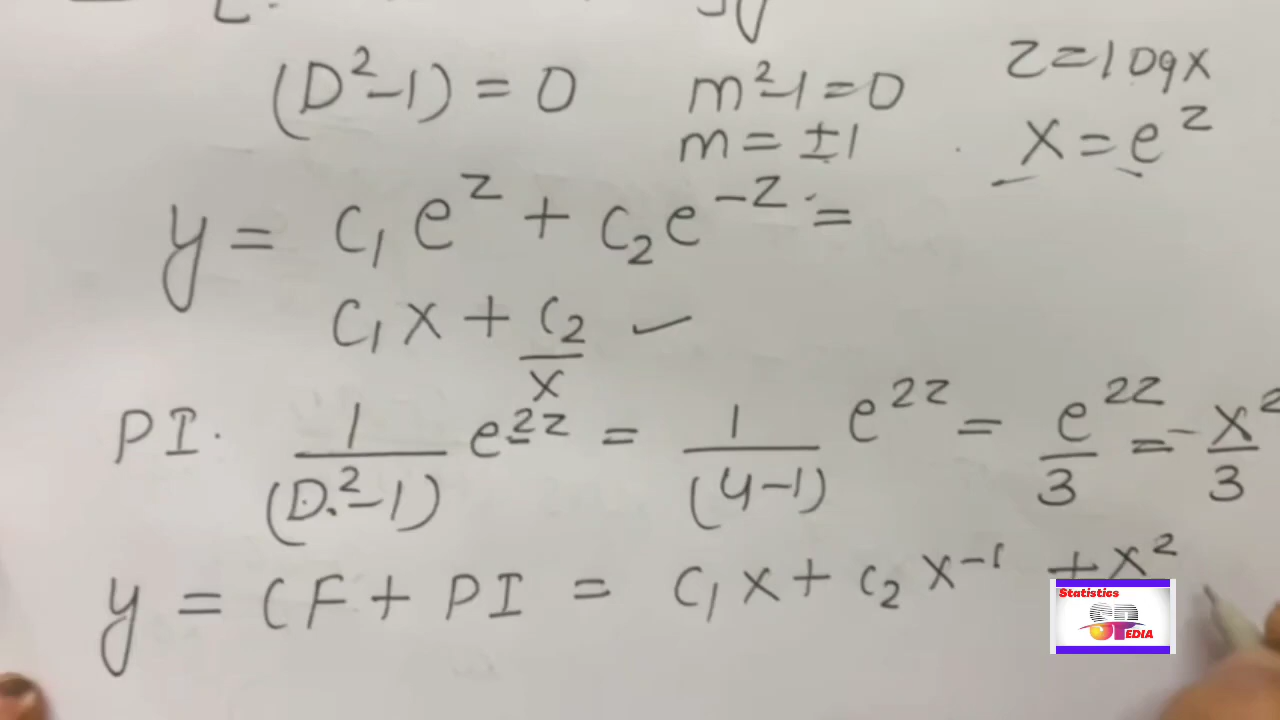 (D²-1) = 0 m²-1=0 z=logx
m=±1 x=e^z
y = c₁e^z + c₂e^-z =
c₁x + c₂/x ✓
PI. 1/(D²-1) e^2z = 1/(4-1) e^2z = e^2z/3 = -x²/3
y = CF + PI = c₁x + c₂x⁻¹ + x²
Statistics
PEDIA